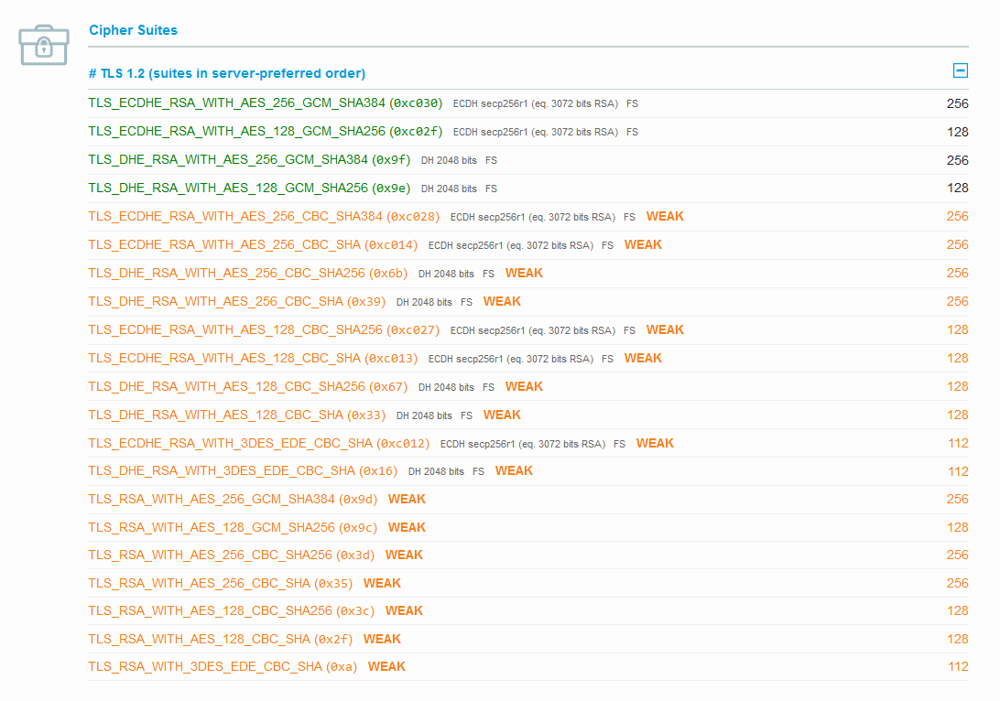 Cipher Suites
# TLS 1.2 (suites in server-preferred order)
TLS_ECDHE_RSA_WITH_AES_256_GCM_SHA384 (0xc030) ECDH secp256r1 (eq. 3072 bits RSA) FS 256
TLS_ECDHE_RSA_WITH_AES_128_GCM_SHA256 (0xc02f) ECDH secp256r1 (eq. 3072 bits RSA) FS 128
TLS_DHE_RSA_WITH_AES_256_GCM_SHA384 (0x9f) DH 2048 bits FS 256
TLS_DHE_RSA_WITH_AES_128_GCM_SHA256 (0x9e) DH 2048 bits FS 128
TLS_ECDHE_RSA_WITH_AES_256_CBC_SHA384 (0xc028) ECDH secp256r1 (eq. 3072 bits RSA) FS WEAK 256
TLS_ECDHE_RSA_WITH_AES_256_CBC_SHA (0xc014) ECDH secp256r1 (eq. 3072 bits RSA) FS WEAK 256
TLS_DHE_RSA_WITH_AES_256_CBC_SHA256 (0x6b) DH 2048 bits FS WEAK 256
TLS_DHE_RSA_WITH_AES_256_CBC_SHA (0x39) DH 2048 bits FS WEAK 256
TLS_ECDHE_RSA_WITH_AES_128_CBC_SHA256 (0xc027) ECDH secp256r1 (eq. 3072 bits RSA) FS WEAK 128
TLS_ECDHE_RSA_WITH_AES_128_CBC_SHA (0xc013) ECDH secp256r1 (eq. 3072 bits RSA) FS WEAK 128
TLS_DHE_RSA_WITH_AES_128_CBC_SHA256 (0x67) DH 2048 bits FS WEAK 128
TLS_DHE_RSA_WITH_AES_128_CBC_SHA (0x33) DH 2048 bits FS WEAK 128
TLS_ECDHE_RSA_WITH_3DES_EDE_CBC_SHA (0xc012) ECDH secp256r1 (eq. 3072 bits RSA) FS WEAK 112
TLS_DHE_RSA_WITH_3DES_EDE_CBC_SHA (0x16) DH 2048 bits FS WEAK 112
TLS_RSA_WITH_AES_256_GCM_SHA384 (0x9d) WEAK 256
TLS_RSA_WITH_AES_128_GCM_SHA256 (0x9c) WEAK 128
TLS_RSA_WITH_AES_256_CBC_SHA256 (0x3d) WEAK 256
TLS_RSA_WITH_AES_256_CBC_SHA (0x35) WEAK 256
TLS_RSA_WITH_AES_128_CBC_SHA256 (0x3c) WEAK 128
TLS_RSA_WITH_AES_128_CBC_SHA (0x2f) WEAK 128
TLS_RSA_WITH_3DES_EDE_CBC_SHA (0xa) WEAK 112